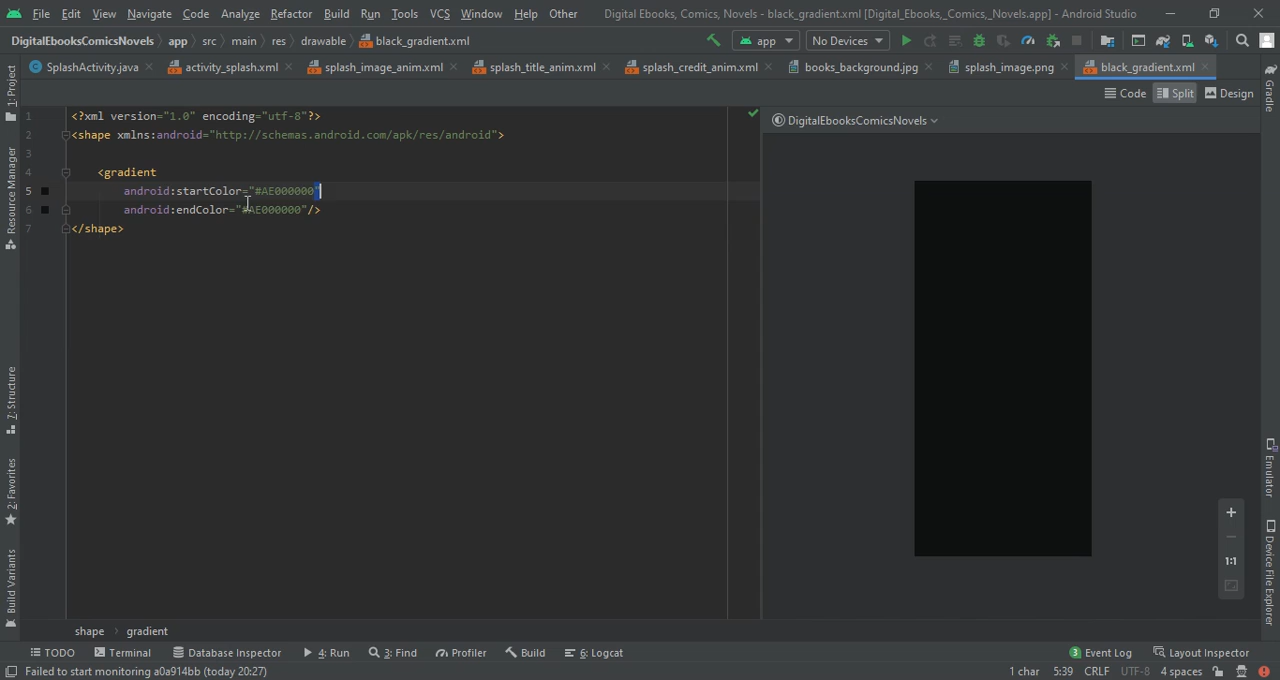 File Edit View Navigate Code Analyze Refactor Build Run Tools VCS Window Help Other Digital Ebooks, Comics, Novels - black_gradient.xml [Digital_Ebooks,_Comics,_Novels.app] - Android Studio
DigitalEbooksComicsNovels app src main res drawable black_gradient.xml app No Devices
SplashActivity.java activity_splash.xml splash_image_anim.xml splash_title_anim.xml splash_credit_anim.xml books_background.jpg splash_image.png black_gradient.xml
Code Split Design
DigitalEbooksComicsNovels
1 <?xml version="1.0" encoding="utf-8"?>
2 <shape xmlns:android="http://schemas.android.com/apk/res/android">
3
4 <gradient
5 android:startColor="#AE000000"
6 android:endColor="#AE000000"/>
7 </shape>
1: Project
Resource Manager
7: Structure
2: Favorites
Build Variants
Gradle
Emulator
Device File Explorer
1:1
shape gradient
TODO Terminal Database Inspector 4: Run 3: Find Profiler Build 6: Logcat 3 Event Log Layout Inspector
Failed to start monitoring a0a914bb (today 20:27) 1 char 5:39 CRLF UTF-8 4 spaces